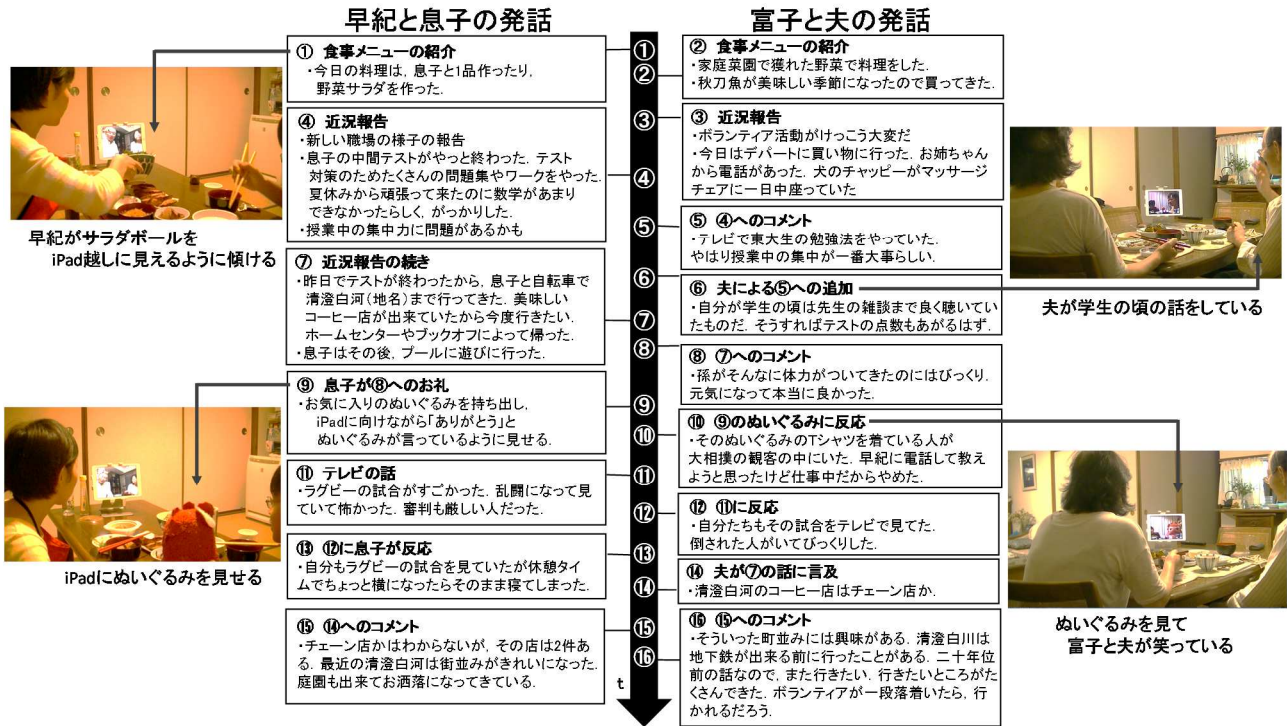 早紀と息子の発話
富子と夫の発話
① 食事メニューの紹介
・今日の料理は，息子と1品作ったり，
野菜サラダを作った．
② 食事メニューの紹介
・家庭菜園で獲れた野菜で料理をした．
・秋刀魚が美味しい季節になったので買ってきた．
③ 近況報告
・ボランティア活動がけっこう大変だ
・今日はデパートに買い物に行った．お姉ちゃん
から電話があった．犬のチャッピーがマッサージ
チェアに一日中座っていた
④ 近況報告
・新しい職場の様子の報告
・息子の中間テストがやっと終わった．テスト
対策のためたくさんの問題集やワークをやった．
夏休みから頑張って来たのに数学があまり
できなかったらしく，がっかりした．
・授業中の集中力に問題があるかも
⑤ ④へのコメント
・テレビで東大生の勉強法をやっていた．
やはり授業中の集中が一番大事らしい．
⑥ 夫による⑤への追加
・自分が学生の頃は先生の雑談まで良く聴いてい
たものだ．そうすればテストの点数もあがるはず．
⑦ 近況報告の続き
・昨日でテストが終わったから，息子と自転車で
清澄白河（地名）まで行ってきた．美味しい
コーヒー店が出来ていたから今度行きたい．
ホームセンターやブックオフによって帰った．
・息子はその後，プールに遊びに行った．
⑧ ⑦へのコメント
・孫がそんなに体力がついてきたのにはびっくり．
元気になって本当に良かった．
⑨ 息子が⑧へのお礼
・お気に入りのぬいぐるみを持ち出し，
iPadに向けながら「ありがとう」と
ぬいぐるみが言っているように見せる．
⑩ ⑨のぬいぐるみに反応
・そのぬいぐるみのTシャツを着ている人が
大相撲の観客の中にいた．早紀に電話して教え
ようと思ったけど仕事中だからやめた．
⑪ テレビの話
・ラグビーの試合がすごかった．乱闘になって見
ていて怖かった．審判も厳しい人だった．
⑫ ⑪に反応
・自分たちもその試合をテレビで見てた．
倒された人がいてびっくりした．
⑬ ⑫に息子が反応
・自分もラグビーの試合を見ていたが休憩タイ
ムでちょっと横になったらそのまま寝てしまった．
⑭ 夫が⑦の話に言及
・清澄白河のコーヒー店はチェーン店か．
⑮ ⑭へのコメント
・チェーン店かはわからないが，その店は2件あ
る．最近の清澄白河は街並みがきれいになった．
庭園も出来てお洒落になってきている．
⑯ ⑮へのコメント
・そういった町並みには興味がある．清澄白川は
地下鉄が出来る前に行ったことがある．二十年位
前の話なので，また行きたい．行きたいところがた
くさんできた．ボランティアが一段落着いたら，行
かれるだろう．
①
②
③
④
⑤
⑥
⑦
⑧
⑨
⑩
⑪
⑫
⑬
⑭
⑮
⑯
t
早紀がサラダボールを
iPad越しに見えるように傾ける
iPadにぬいぐるみを見せる
夫が学生の頃の話をしている
ぬいぐるみを見て
富子と夫が笑っている